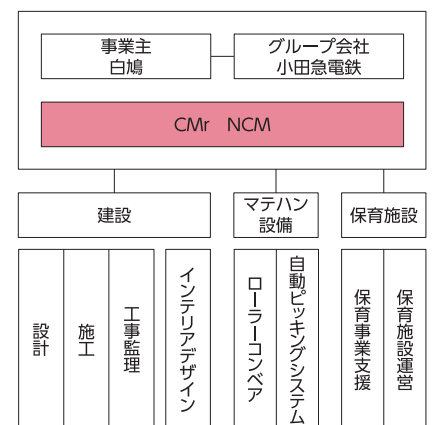 事業主
白鳩
グループ会社
小田急電鉄
CMr NCM
建設
マテハン
設備
保育施設
設計
施工
工事監理
インテリアデザイン
ローラーコンベア
自動ピッキングシステム
保育事業支援
保育施設運営